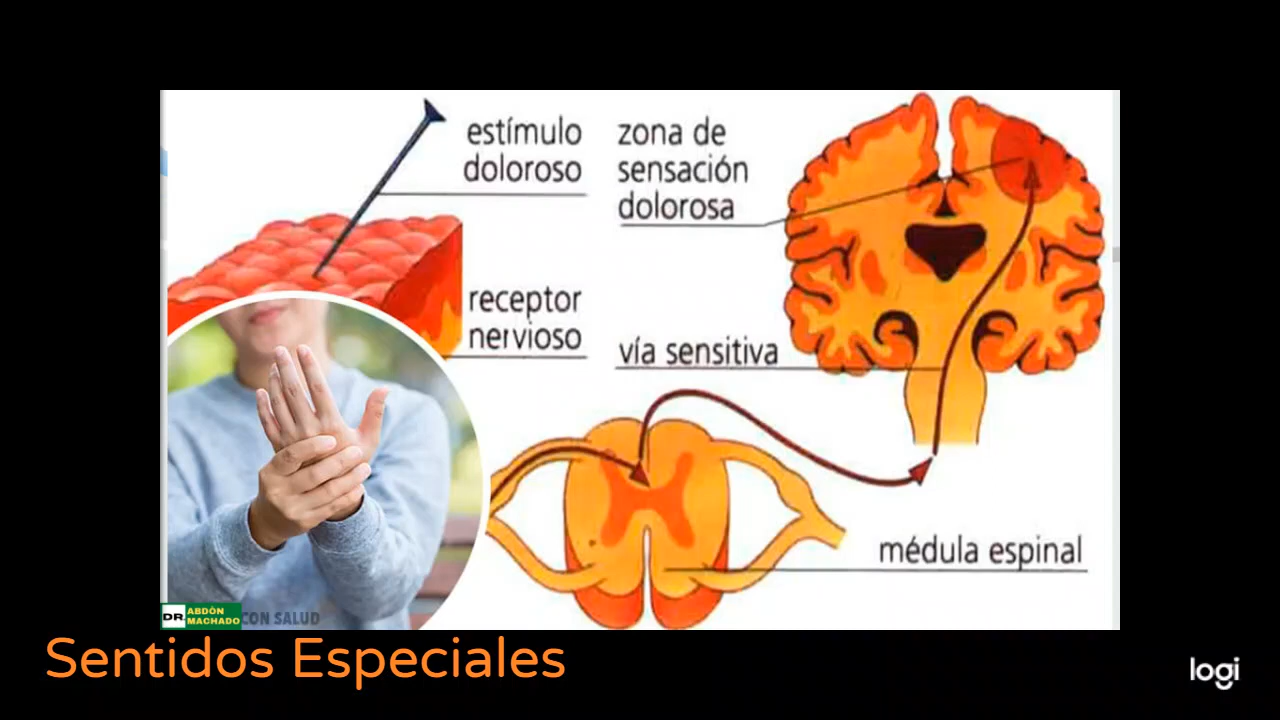 estímulo
doloroso
zona de
sensación
dolorosa
receptor
nervioso
vía sensitiva
médula espinal
DR. ABDÓN
MACHADO
CON SALUD
Sentidos Especiales
logi